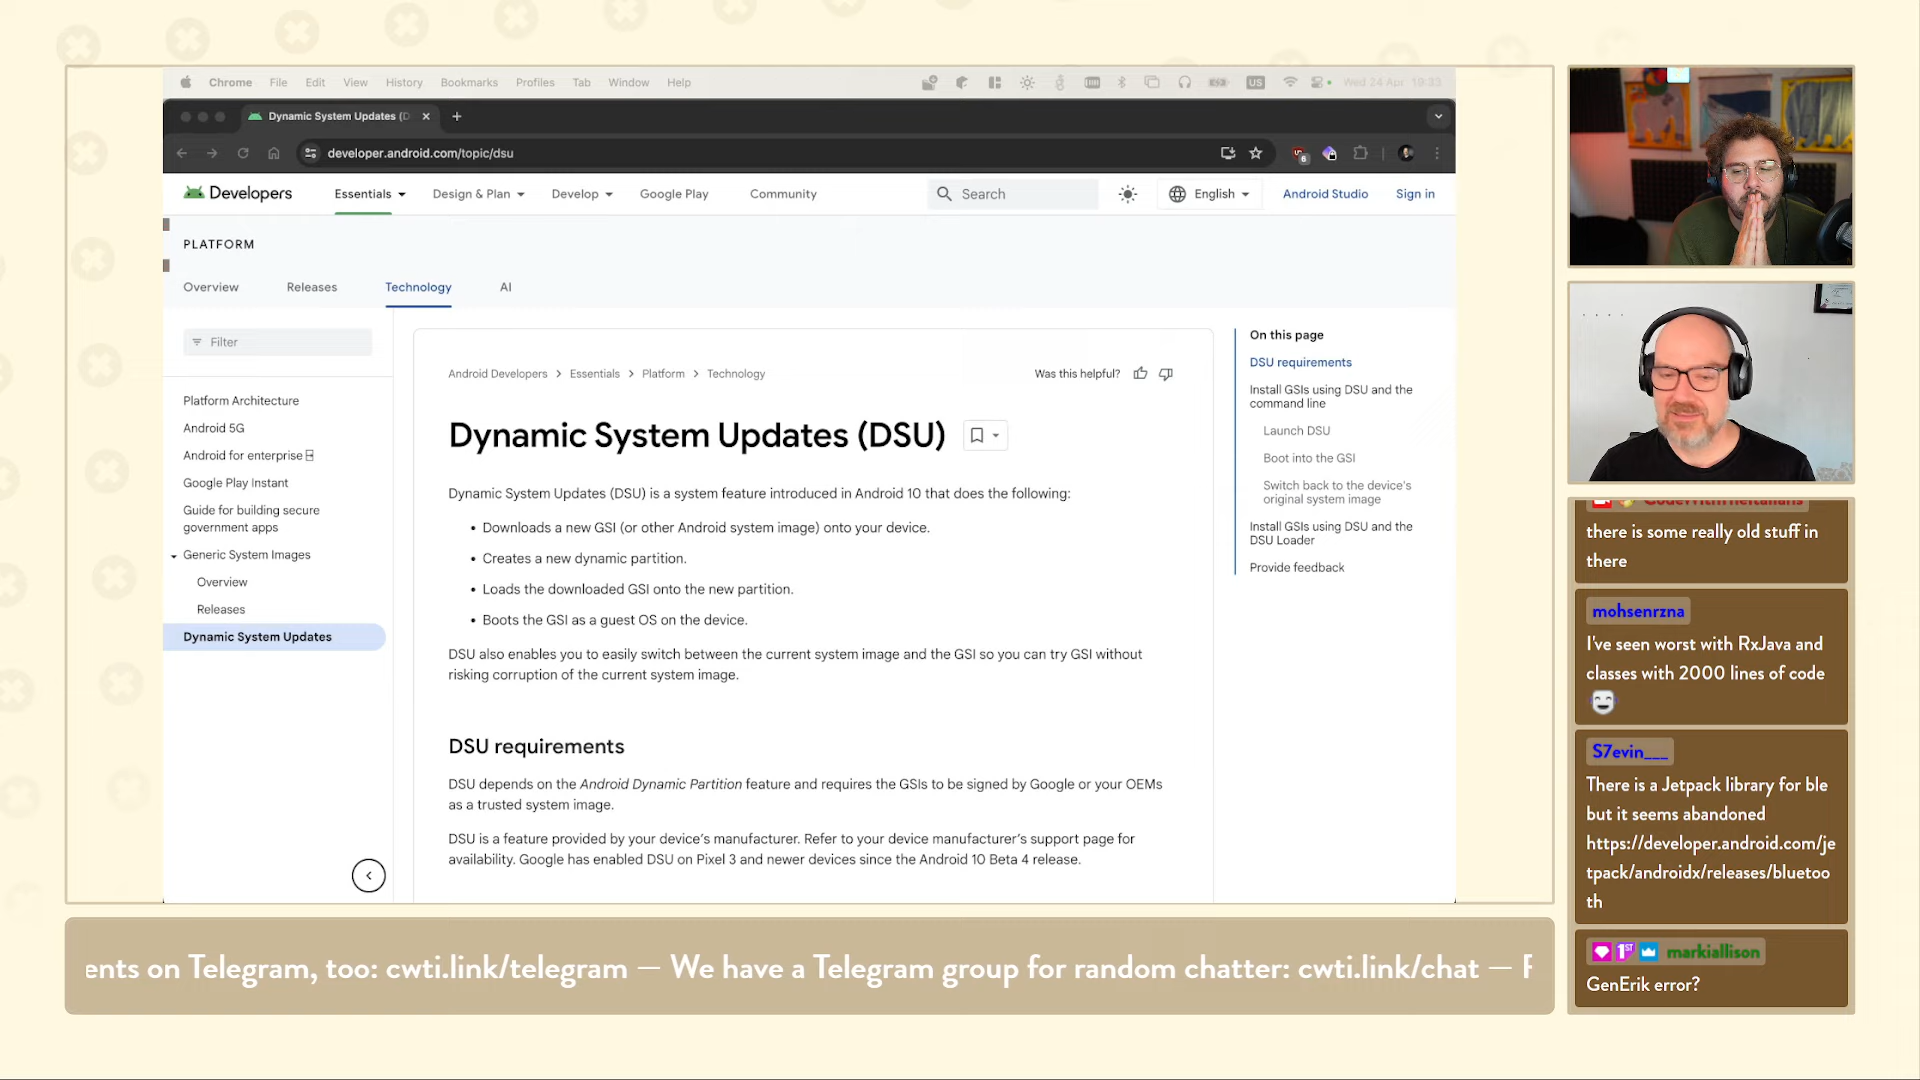 Chrome File Edit View History Bookmarks Profiles Tab Window Help
US Wed 24 Apr 19:33
Dynamic System Updates (D
developer.android.com/topic/dsu
6
Developers
Essentials Design & Plan Develop Google Play Community
Search
English
Android Studio
Sign in
PLATFORM
Overview Releases Technology AI
Filter
Platform Architecture
Android 5G
Android for enterprise
Google Play Instant
Guide for building secure
government apps
Generic System Images
Overview
Releases
Dynamic System Updates
Android Developers > Essentials > Platform > Technology
Was this helpful?
Dynamic System Updates (DSU)
Dynamic System Updates (DSU) is a system feature introduced in Android 10 that does the following:
• Downloads a new GSI (or other Android system image) onto your device.
• Creates a new dynamic partition.
• Loads the downloaded GSI onto the new partition.
• Boots the GSI as a guest OS on the device.
DSU also enables you to easily switch between the current system image and the GSI so you can try GSI without
risking corruption of the current system image.
DSU requirements
DSU depends on the Android Dynamic Partition feature and requires the GSIs to be signed by Google or your OEMs
as a trusted system image.
DSU is a feature provided by your device's manufacturer. Refer to your device manufacturer's support page for
availability. Google has enabled DSU on Pixel 3 and newer devices since the Android 10 Beta 4 release.
On this page
DSU requirements
Install GSIs using DSU and the
command line
Launch DSU
Boot into the GSI
Switch back to the device's
original system image
Install GSIs using DSU and the
DSU Loader
Provide feedback
CodeWithTheItalians
there is some really old stuff in
there
mohsenrzna
I've seen worst with RxJava and
classes with 2000 lines of code
S7evin___
There is a Jetpack library for ble
but it seems abandoned
https://developer.android.com/je
tpack/androidx/releases/bluetoo
th
1ST markiallison
GenErik error?
ents on Telegram, too: cwti.link/telegram — We have a Telegram group for random chatter: cwti.link/chat —